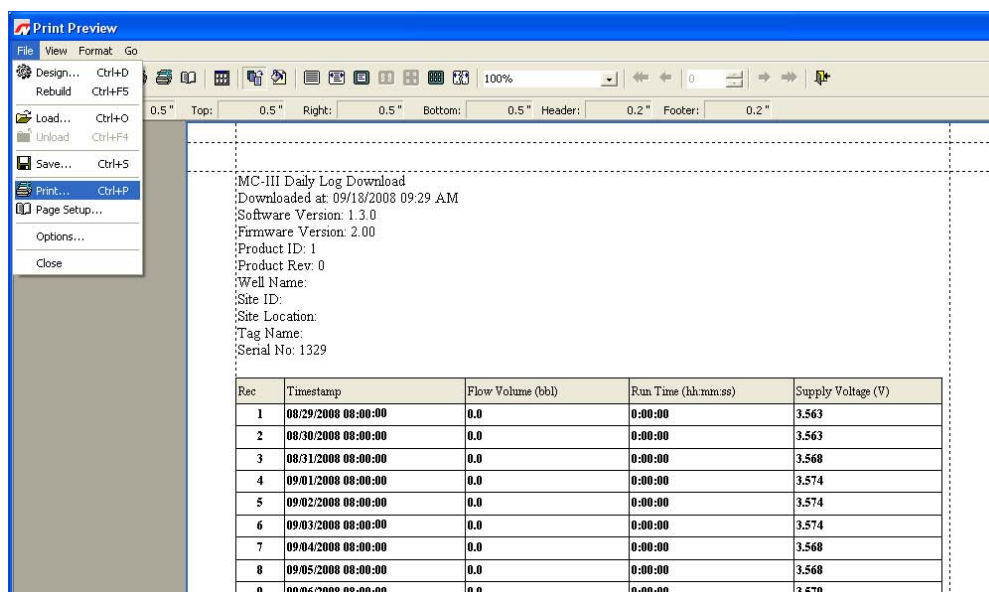 Print Preview
File View Format Go
Design... Ctrl+D
Rebuild Ctrl+F5
Load... Ctrl+O
Unload Ctrl+F4
Save... Ctrl+S
Print... Ctrl+P
Page Setup...
Options...
Close
100% 0
0.5 " Top: 0.5 " Right: 0.5 " Bottom: 0.5 " Header: 0.2 " Footer: 0.2 "
MC-III Daily Log Download
Downloaded at: 09/18/2008 09:29 AM
Software Version: 1.3.0
Firmware Version: 2.00
Product ID: 1
Product Rev: 0
Well Name:
Site ID:
Site Location:
Tag Name:
Serial No: 1329
Rec Timestamp Flow Volume (bbl) Run Time (hh:mm:ss) Supply Voltage (V)
1 08/29/2008 08:00:00 0.0 0:00:00 3.563
2 08/30/2008 08:00:00 0.0 0:00:00 3.563
3 08/31/2008 08:00:00 0.0 0:00:00 3.568
4 09/01/2008 08:00:00 0.0 0:00:00 3.574
5 09/02/2008 08:00:00 0.0 0:00:00 3.574
6 09/03/2008 08:00:00 0.0 0:00:00 3.574
7 09/04/2008 08:00:00 0.0 0:00:00 3.568
8 09/05/2008 08:00:00 0.0 0:00:00 3.568